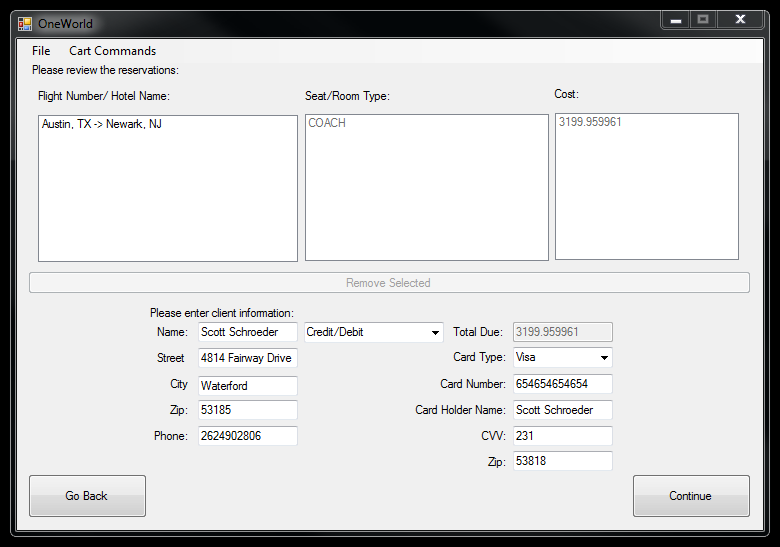 OneWorld
File Cart Commands
Please review the reservations:
Flight Number/ Hotel Name: Seat/Room Type: Cost:
Austin, TX -> Newark, NJ COACH 3199.959961
Remove Selected
Please enter client information:
Name: Scott Schroeder Credit/Debit Total Due: 3199.959961
Street 4814 Fairway Drive Card Type: Visa
City Waterford Card Number: 654654654654
Zip: 53185 Card Holder Name: Scott Schroeder
Phone: 2624902806 CVV: 231
Zip: 53818
Go Back Continue